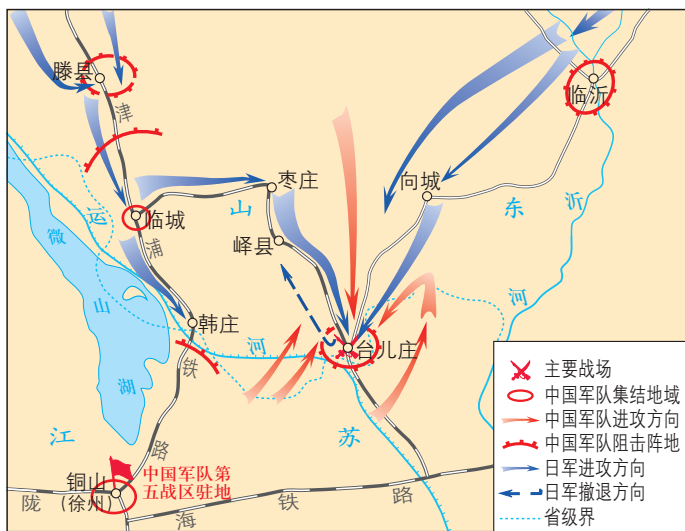 滕县
临沂
津
枣庄
向城
山
东
沂
运
临城
微
浦
峄县
山
河
韩庄
河
台儿庄
湖
铁
江
苏
路
铜山
(徐州)
中国军队第
五战区驻地
陇
海
铁
路
主要战场
中国军队集结地域
中国军队进攻方向
中国军队阻击阵地
日军进攻方向
日军撤退方向
省级界